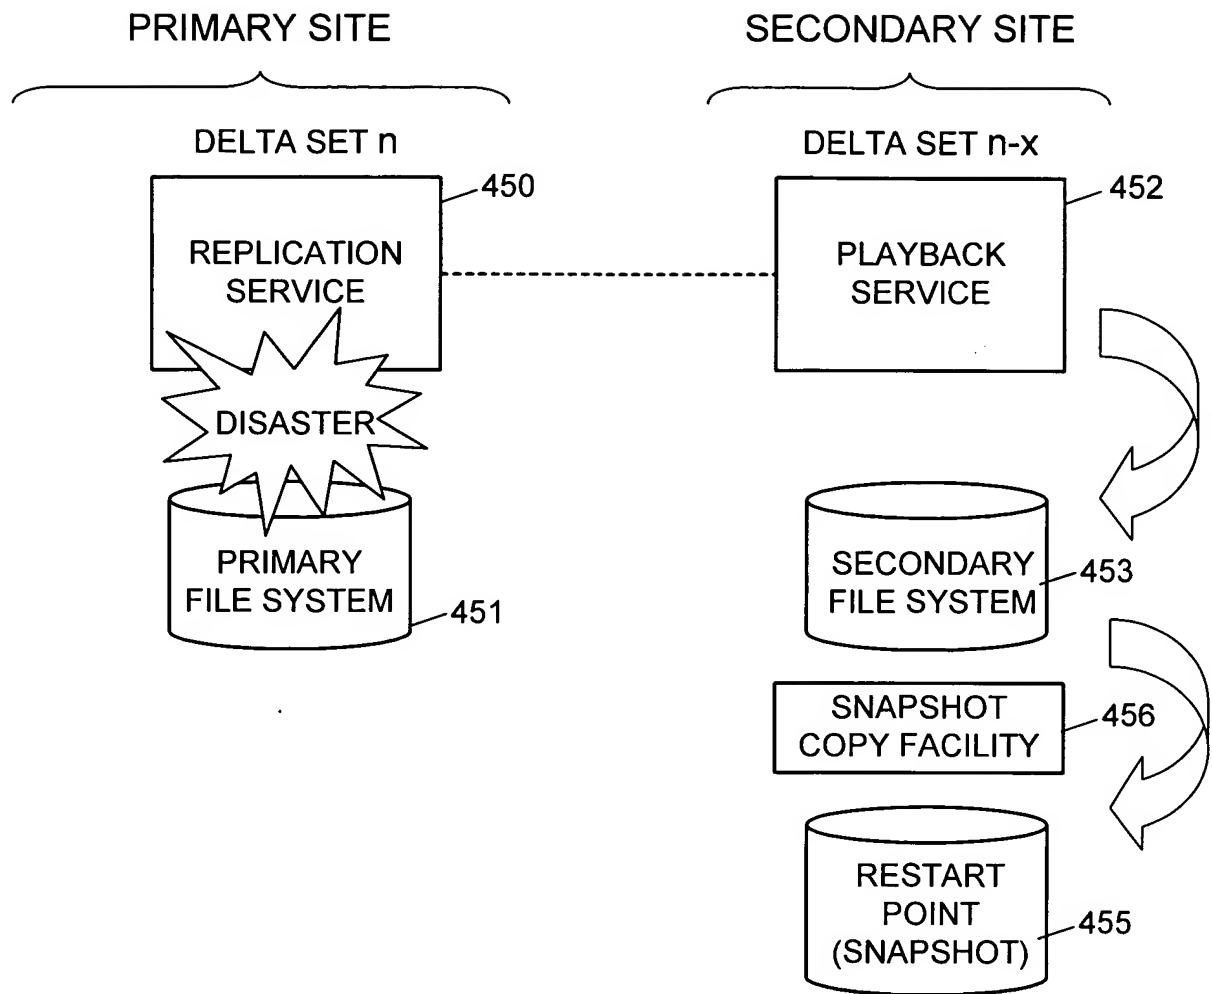 PRIMARY SITE
SECONDARY SITE
DELTA SET n
DELTA SET n-x
450
452
REPLICATION
SERVICE
PLAYBACK
SERVICE
DISASTER
PRIMARY
FILE SYSTEM
451
SECONDARY
FILE SYSTEM
453
SNAPSHOT
COPY FACILITY
456
RESTART
POINT
(SNAPSHOT)
455